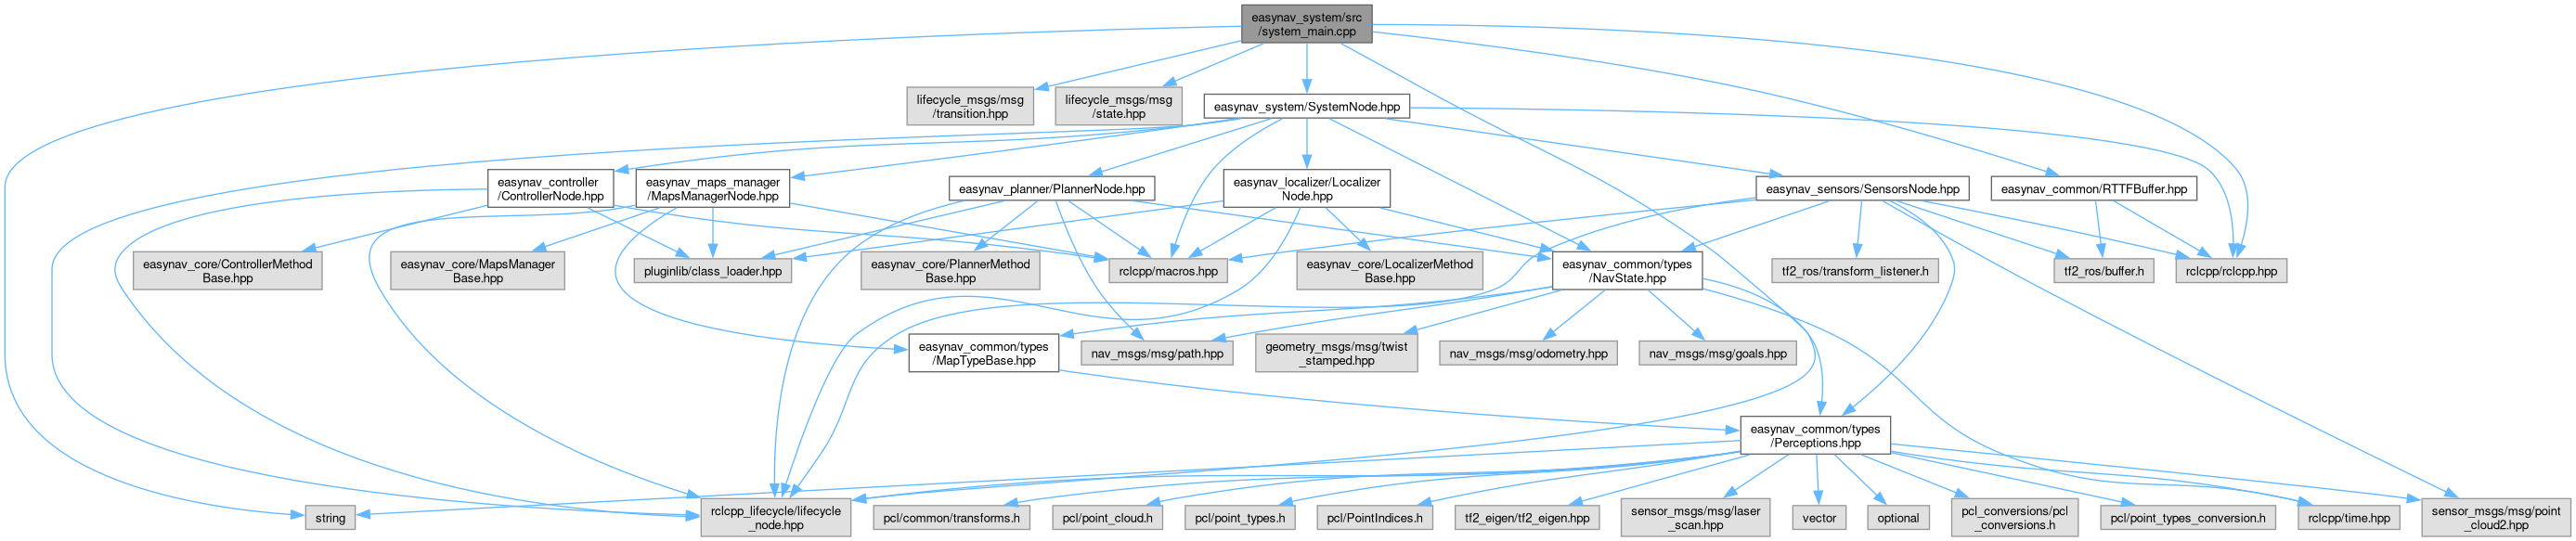 easynav_system/src
/system_main.cpp
lifecycle_msgs/msg
/transition.hpp
lifecycle_msgs/msg
/state.hpp
easynav_system/SystemNode.hpp
easynav_controller
/ControllerNode.hpp
easynav_maps_manager
/MapsManagerNode.hpp
easynav_planner/PlannerNode.hpp
easynav_localizer/Localizer
Node.hpp
easynav_sensors/SensorsNode.hpp
easynav_common/RTTFBuffer.hpp
easynav_core/ControllerMethod
Base.hpp
easynav_core/MapsManager
Base.hpp
pluginlib/class_loader.hpp
easynav_core/PlannerMethod
Base.hpp
rclcpp/macros.hpp
easynav_core/LocalizerMethod
Base.hpp
easynav_common/types
/NavState.hpp
tf2_ros/transform_listener.h
tf2_ros/buffer.h
rclcpp/rclcpp.hpp
easynav_common/types
/MapTypeBase.hpp
nav_msgs/msg/path.hpp
geometry_msgs/msg/twist
_stamped.hpp
nav_msgs/msg/odometry.hpp
nav_msgs/msg/goals.hpp
easynav_common/types
/Perceptions.hpp
string
rclcpp_lifecycle/lifecycle
_node.hpp
pcl/common/transforms.h
pcl/point_cloud.h
pcl/point_types.h
pcl/PointIndices.h
tf2_eigen/tf2_eigen.hpp
sensor_msgs/msg/laser
_scan.hpp
vector
optional
pcl_conversions/pcl
_conversions.h
pcl/point_types_conversion.h
rclcpp/time.hpp
sensor_msgs/msg/point
_cloud2.hpp